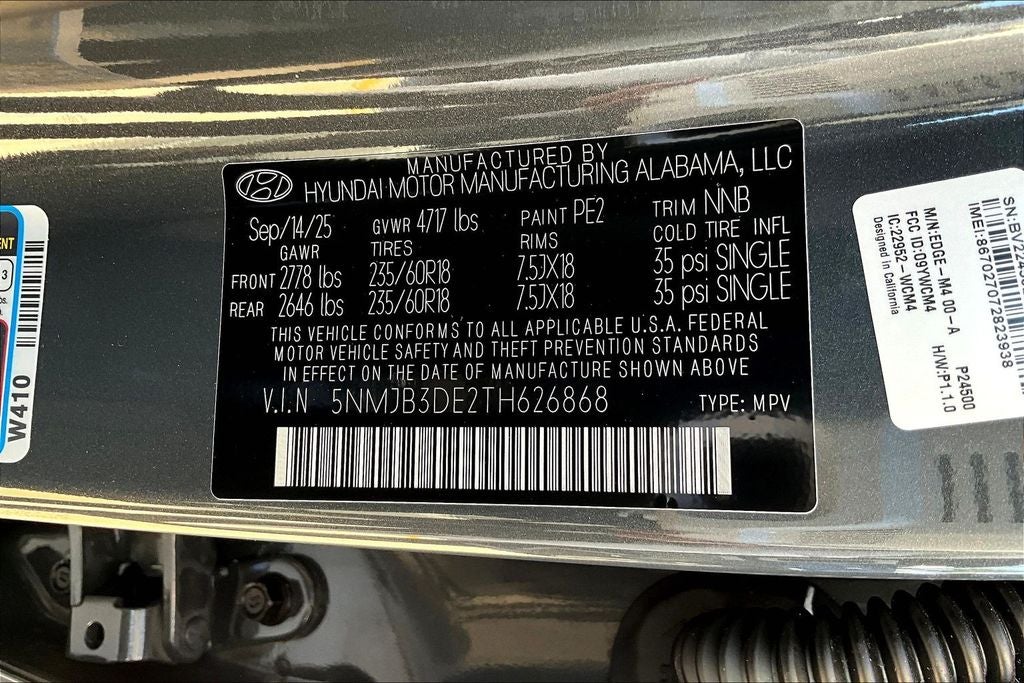 MANUFACTURED BY
HYUNDAI MOTOR MANUFACTURING ALABAMA, LLC
Sep/14/25 GVWR 4717 lbs PAINT PE2 TRIM NNB
GAWR TIRES RIMS COLD TIRE INFL
FRONT 2778 lbs 235/60R18 7.5JX18 35 psi SINGLE
REAR 2646 lbs 235/60R18 7.5JX18 35 psi SINGLE
THIS VEHICLE CONFORMS TO ALL APPLICABLE U.S.A. FEDERAL
MOTOR VEHICLE SAFETY AND THEFT PREVENTION STANDARDS
IN EFFECT ON THE DATE OF MANUFACTURE SHOWN ABOVE
V.I.N 5NMJB3DE2TH626868 TYPE: MPV
W410
3
IMEI:867027072823938
M/N:EDGE-M4 00-A P24500
FCC ID:09YWCM4 H/W:P1.1.0
IC:22952-WCM4
Designed in California